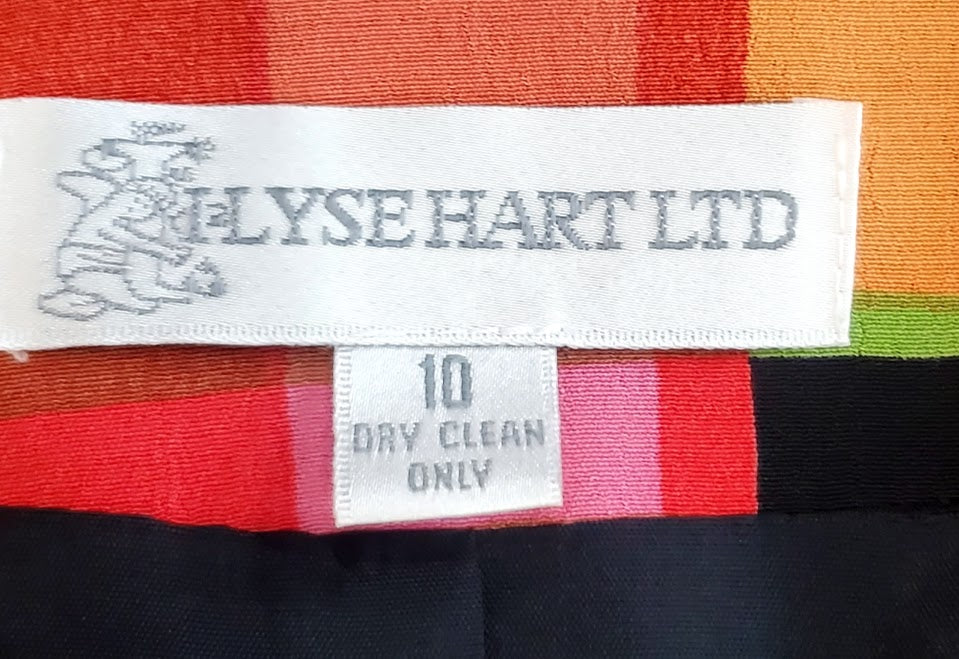 ELYSE HART LTD
10
DRY CLEAN
ONLY